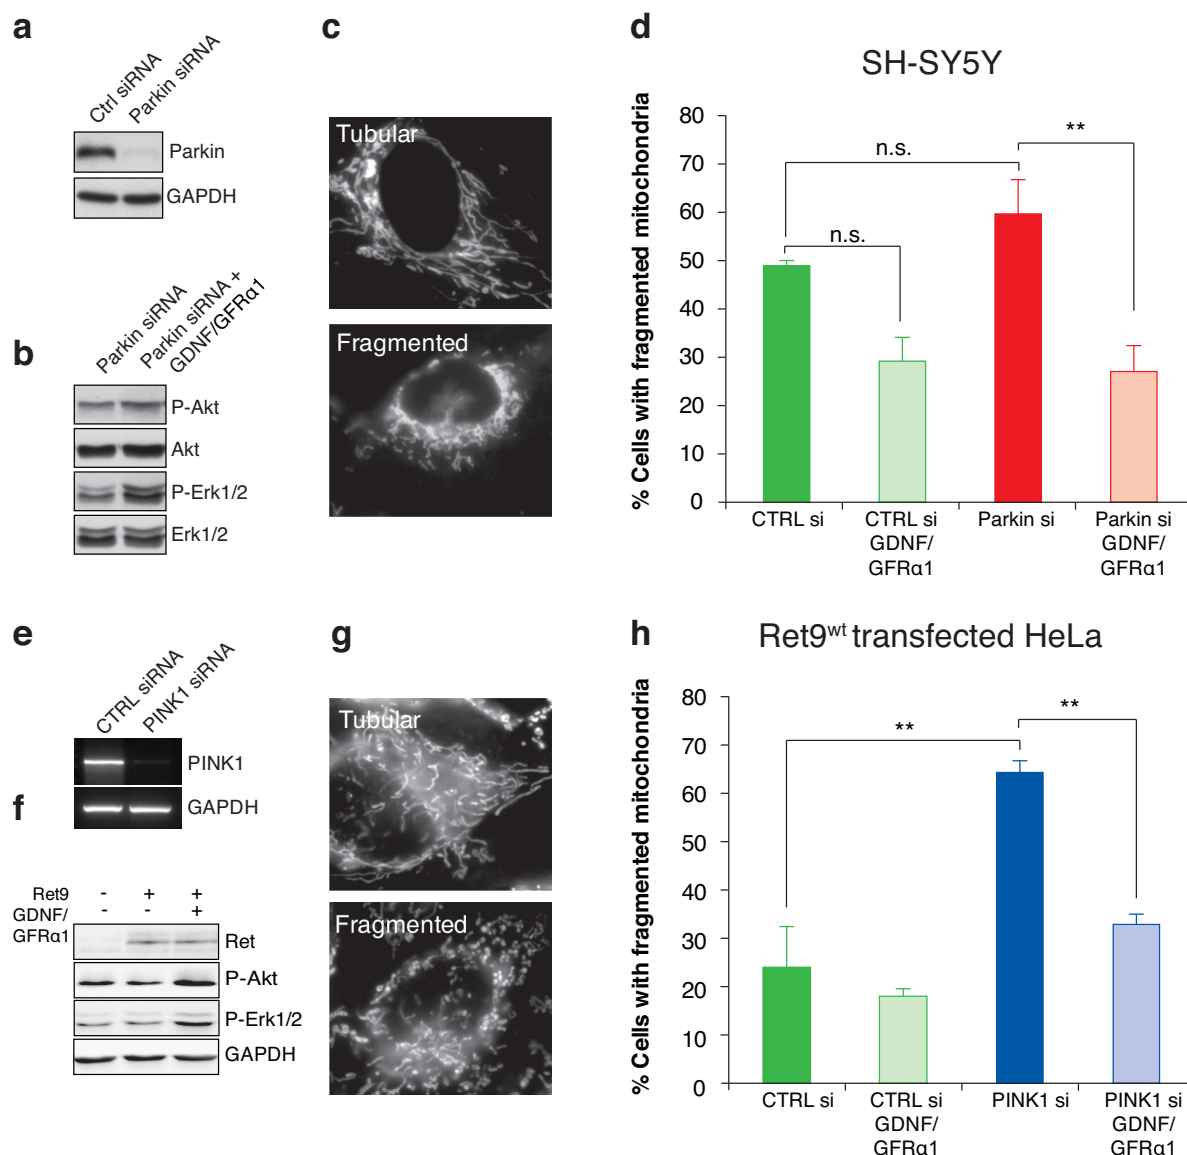 a
Ctrl siRNA
Parkin siRNA
Parkin
GAPDH
b
Parkin siRNA
Parkin siRNA +
GDNF/GFRα1
P-Akt
Akt
P-Erk1/2
Erk1/2
c
Tubular
Fragmented
d
SH-SY5Y
% Cells with fragmented mitochondria
80
70
60
50
40
30
20
10
0
n.s.
n.s.
**
CTRL si
CTRL si
GDNF/
GFRα1
Parkin si
Parkin si
GDNF/
GFRα1
e
CTRL siRNA
PINK1 siRNA
PINK1
GAPDH
f
Ret9 - + +
GDNF/
GFRα1 - - +
Ret
P-Akt
P-Erk1/2
GAPDH
g
Tubular
Fragmented
h
Ret9wt transfected HeLa
% Cells with fragmented mitochondria
80
70
60
50
40
30
20
10
0
**
**
CTRL si
CTRL si
GDNF/
GFRα1
PINK1 si
PINK1 si
GDNF/
GFRα1